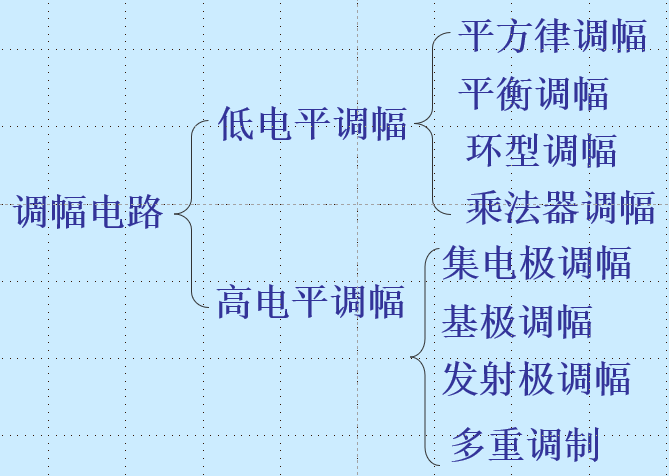 调幅电路
低电平调幅
平方律调幅
平衡调幅
环型调幅
乘法器调幅
高电平调幅
集电极调幅
基极调幅
发射极调幅
多重调制